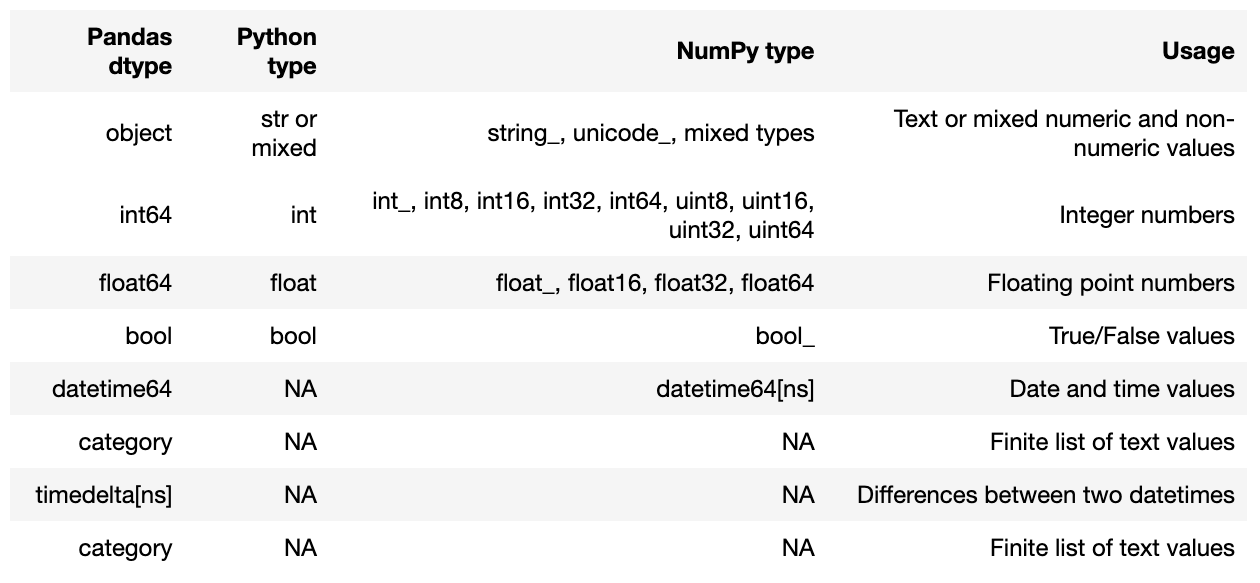 Pandas dtype	Python type	NumPy type	Usage
object	str or mixed	string_, unicode_, mixed types	Text or mixed numeric and non-numeric values
int64	int	int_, int8, int16, int32, int64, uint8, uint16, uint32, uint64	Integer numbers
float64	float	float_, float16, float32, float64	Floating point numbers
bool	bool	bool_	True/False values
datetime64	NA	datetime64[ns]	Date and time values
category	NA	NA	Finite list of text values
timedelta[ns]	NA	NA	Differences between two datetimes
category	NA	NA	Finite list of text values